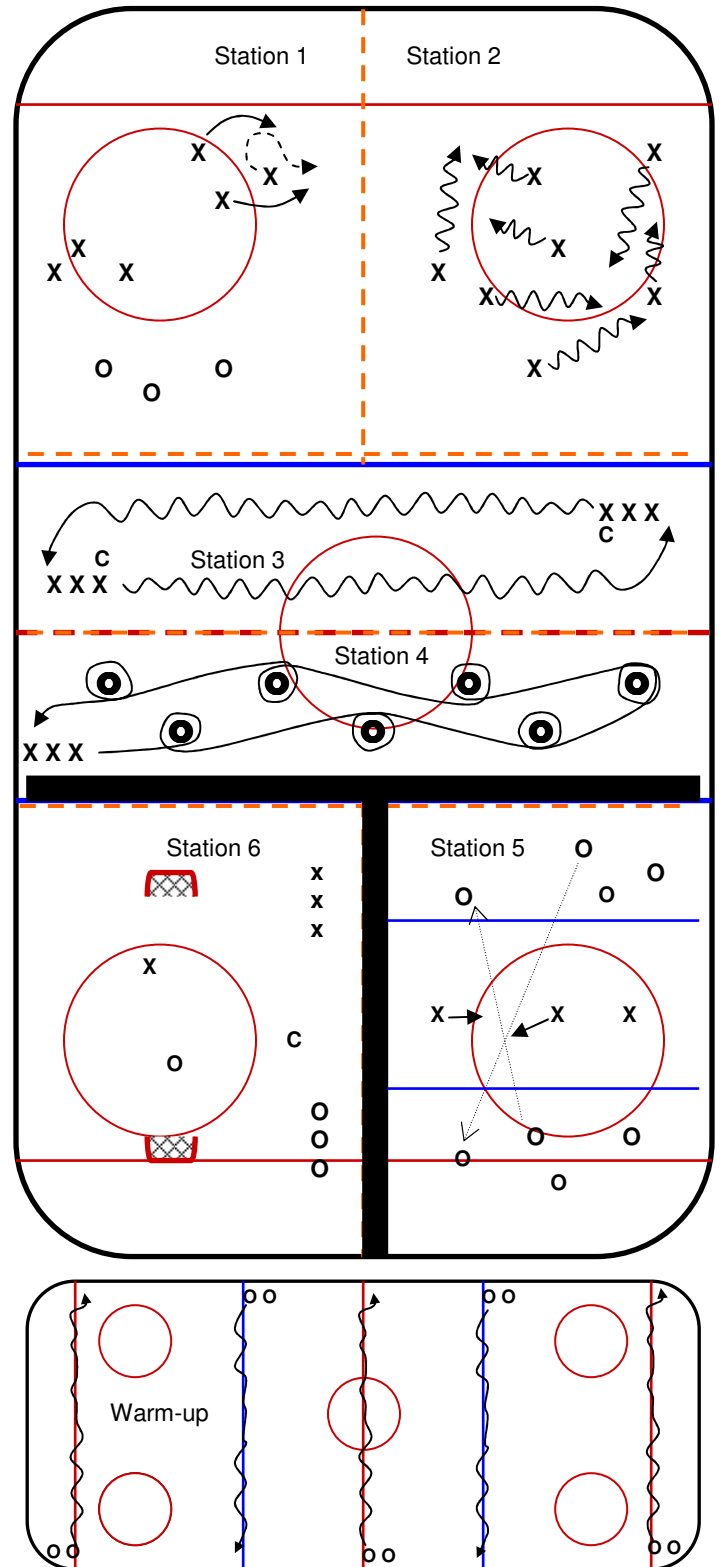 Station 1 Station 2
X
X
X
X
X X
X
X
X
X
X
X X
X
O O
O
X
X X X
C
C
Station 3
X X X
Station 4
X X X
Station 6 Station 5
O
x
O
x
O
O
x
X
X X X
C
O
O
O O
O
O
O
O
O O O O
Warm-up
O O O O O O